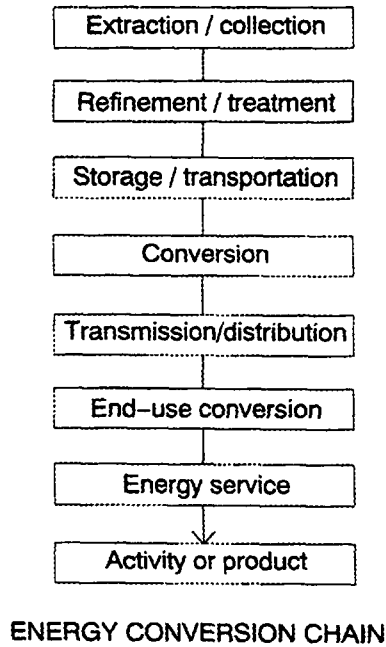 Extraction / collection
Refinement / treatment
Storage / transportation
Conversion
Transmission/distribution
End-use conversion
Energy service
Activity or product
ENERGY CONVERSION CHAIN